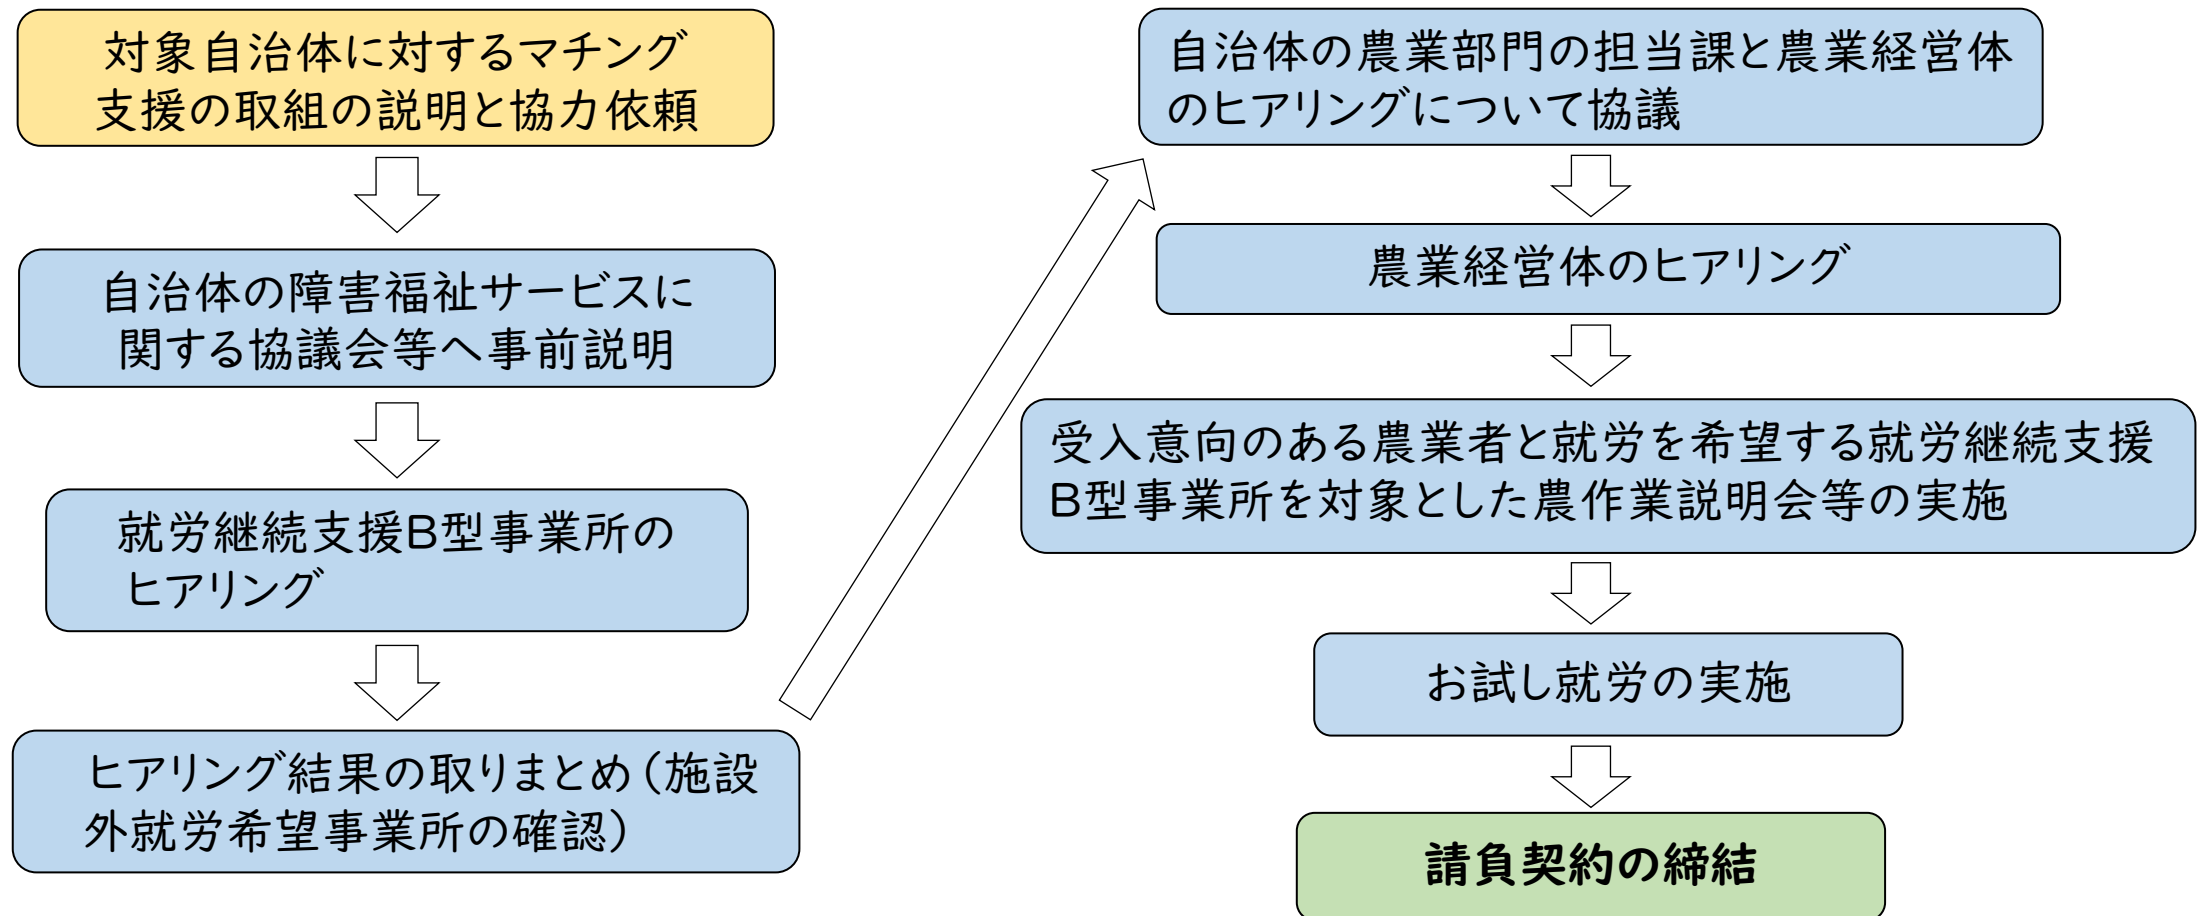 対象自治体に対するマチング
支援の取組の説明と協力依頼
自治体の障害福祉サービスに
関する協議会等へ事前説明
就労継続支援B型事業所の
ヒアリング
ヒアリング結果の取りまとめ（施設
外就労希望事業所の確認）
自治体の農業部門の担当課と農業経営体
のヒアリングについて協議
農業経営体のヒアリング
受入意向のある農業者と就労を希望する就労継続支援
B型事業所を対象とした農作業説明会等の実施
お試し就労の実施
請負契約の締結